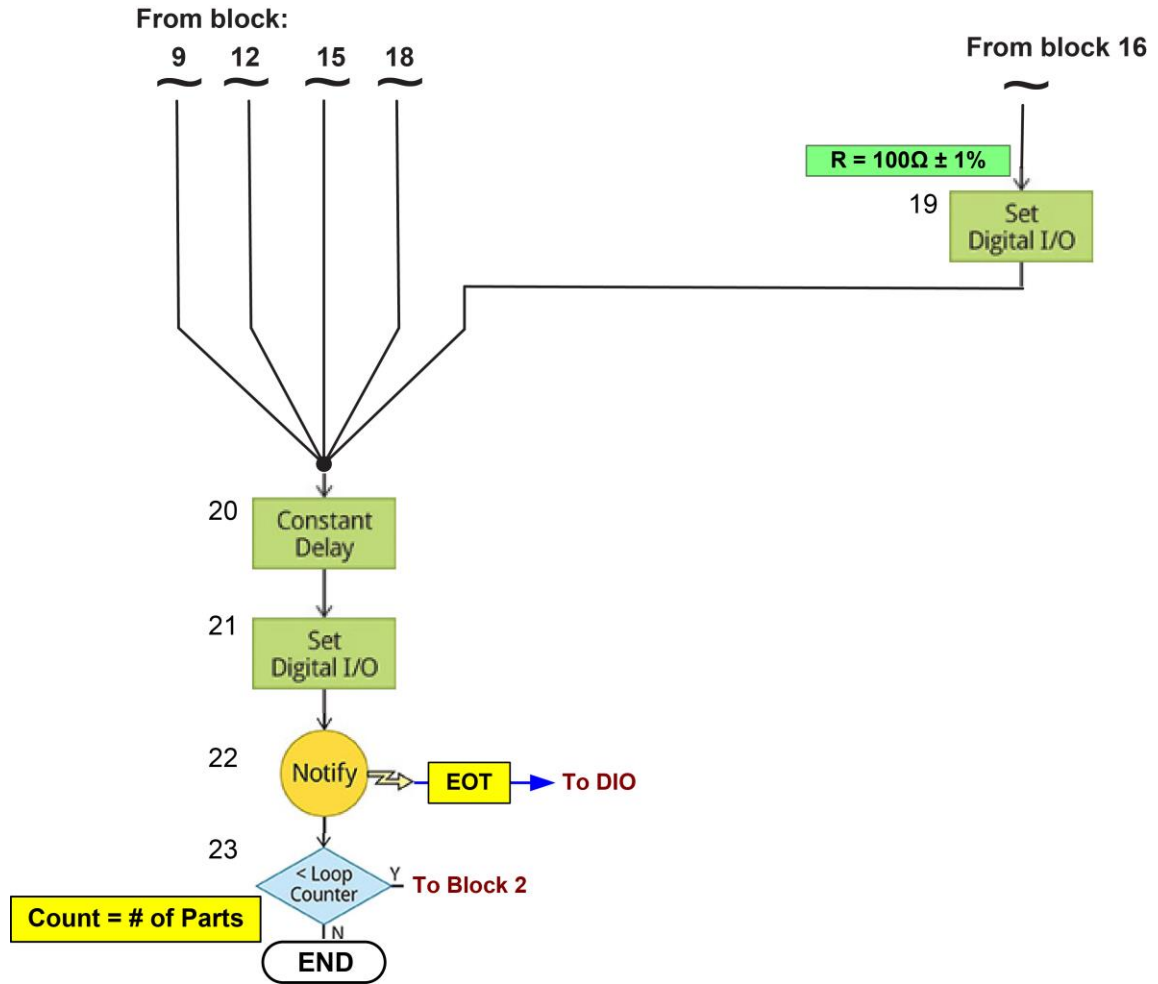 From block:
9 12 15 18
From block 16
R = 100Ω ± 1%
19
Set
Digital I/O
20
Constant
Delay
21
Set
Digital I/O
22
Notify
EOT
To DIO
23
< Loop
Counter
Y
To Block 2
Count = # of Parts
N
END